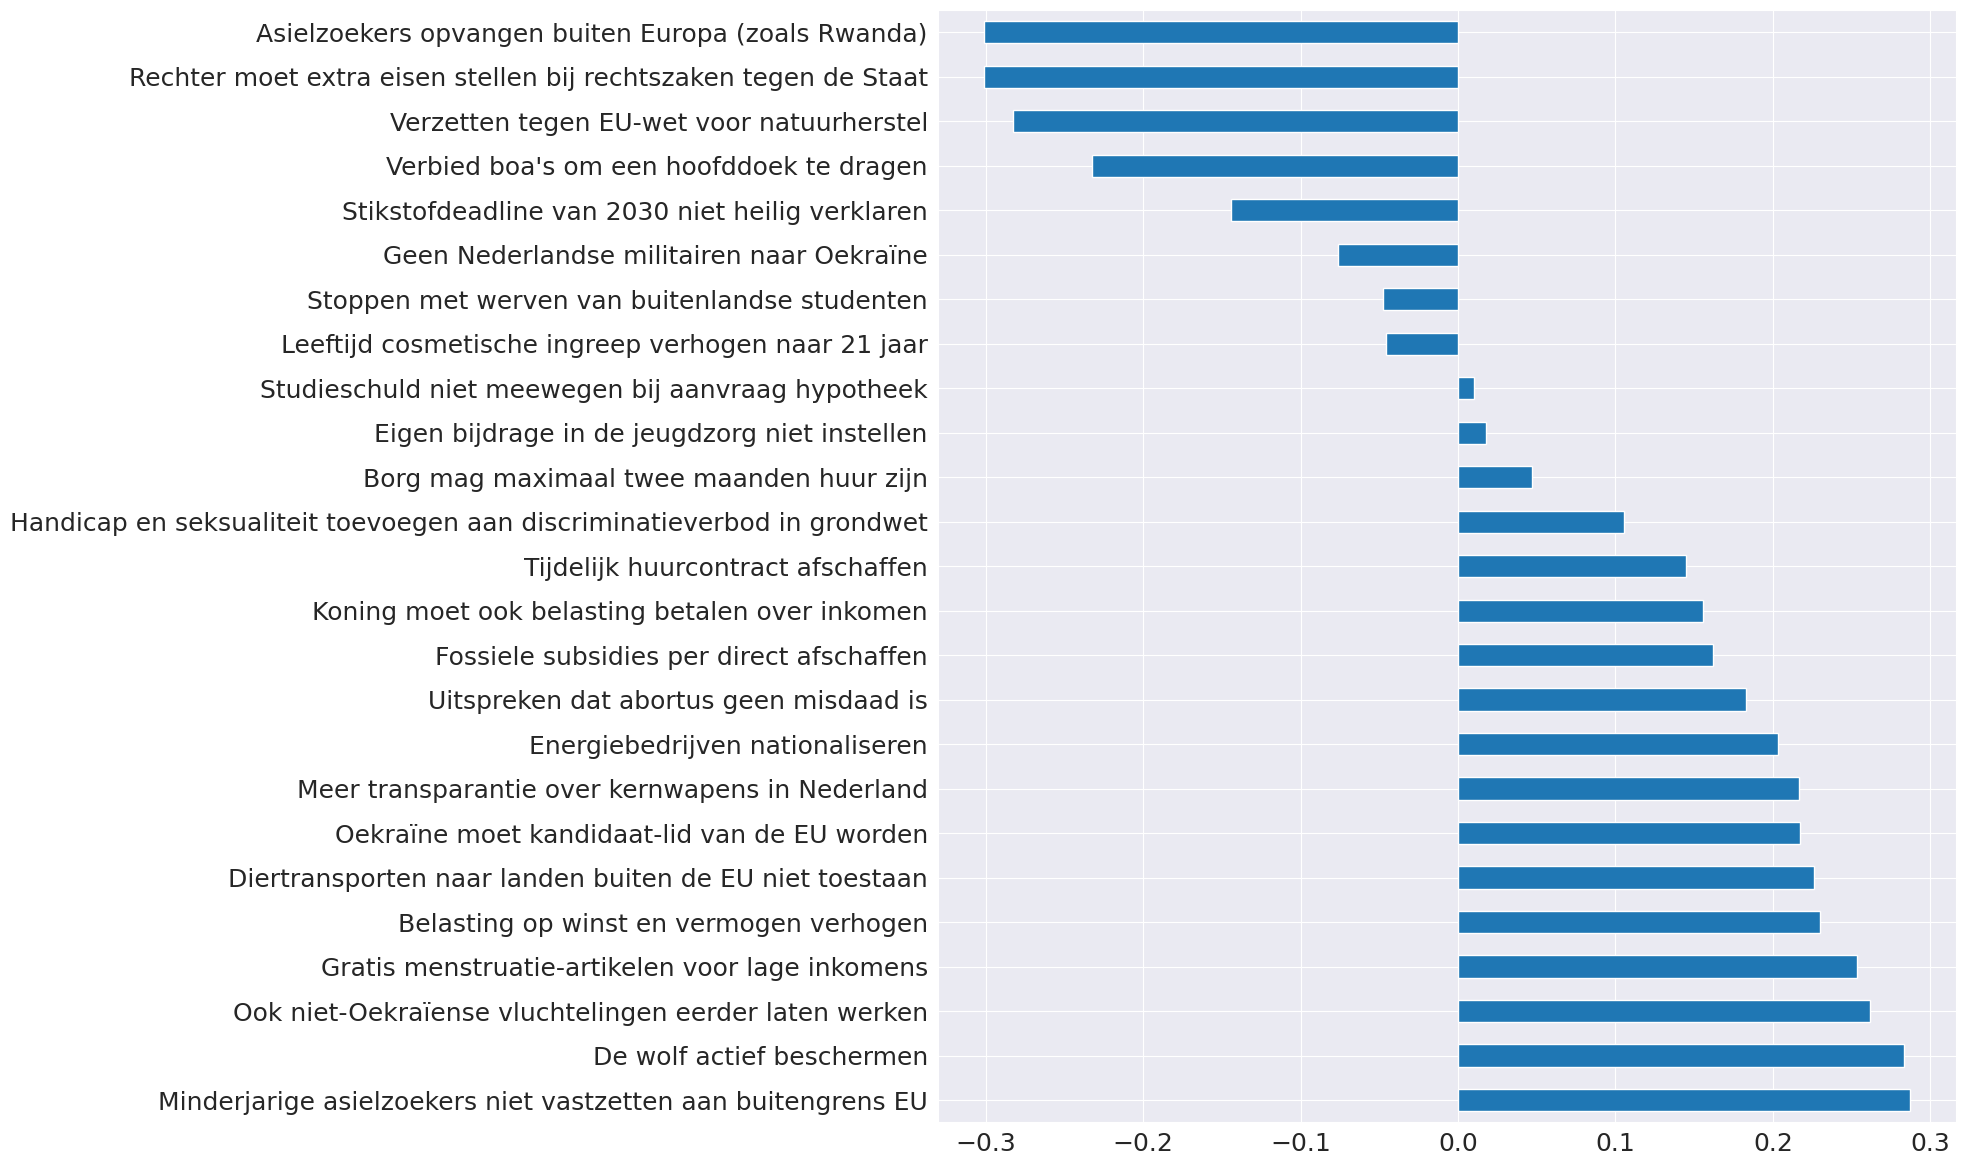 Asielzoekers opvangen buiten Europa (zoals Rwanda)
Rechter moet extra eisen stellen bij rechtszaken tegen de Staat
Verzetten tegen EU-wet voor natuurherstel
Verbied boa's om een hoofddoek te dragen
Stikstofdeadline van 2030 niet heilig verklaren
Geen Nederlandse militairen naar Oekraïne
Stoppen met werven van buitenlandse studenten
Leeftijd cosmetische ingreep verhogen naar 21 jaar
Studieschuld niet meewegen bij aanvraag hypotheek
Eigen bijdrage in de jeugdzorg niet instellen
Borg mag maximaal twee maanden huur zijn
Handicap en seksualiteit toevoegen aan discriminatieverbod in grondwet
Tijdelijk huurcontract afschaffen
Koning moet ook belasting betalen over inkomen
Fossiele subsidies per direct afschaffen
Uitspreken dat abortus geen misdaad is
Energiebedrijven nationaliseren
Meer transparantie over kernwapens in Nederland
Oekraïne moet kandidaat-lid van de EU worden
Diertransporten naar landen buiten de EU niet toestaan
Belasting op winst en vermogen verhogen
Gratis menstruatie-artikelen voor lage inkomens
Ook niet-Oekraïense vluchtelingen eerder laten werken
De wolf actief beschermen
Minderjarige asielzoekers niet vastzetten aan buitengrens EU
−0.3 −0.2 −0.1 0.0 0.1 0.2 0.3